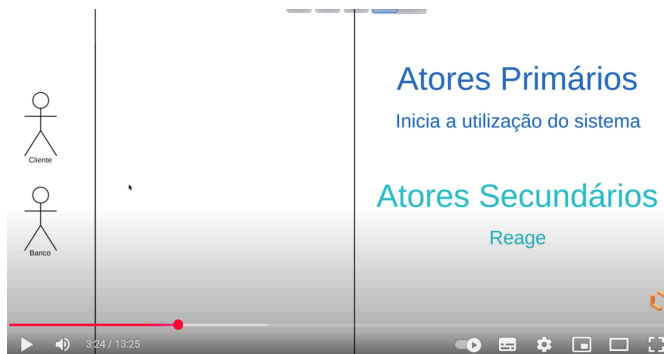 Atores Primários
Inicia a utilização do sistema
Cliente
Atores Secundários
Reage
Banco
3:24 / 13:25